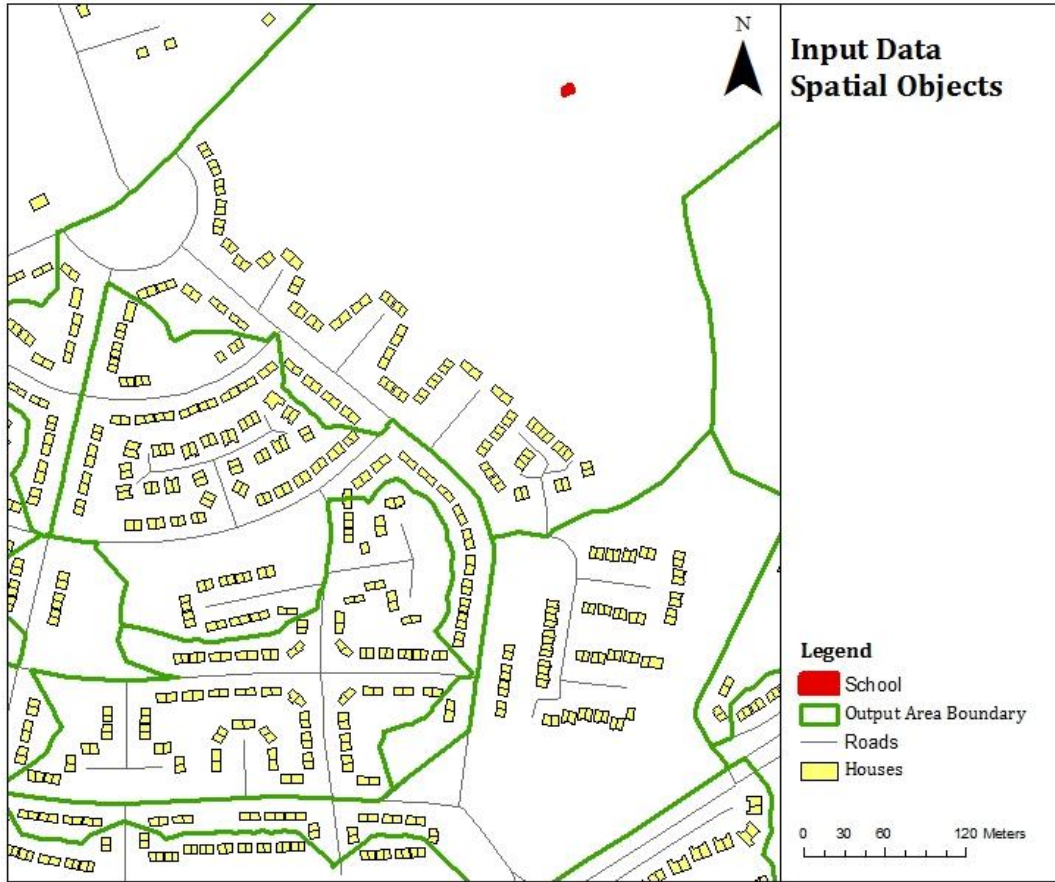 N
Input Data
Spatial Objects
Legend
School
Output Area Boundary
Roads
Houses
0 30 60 120 Meters